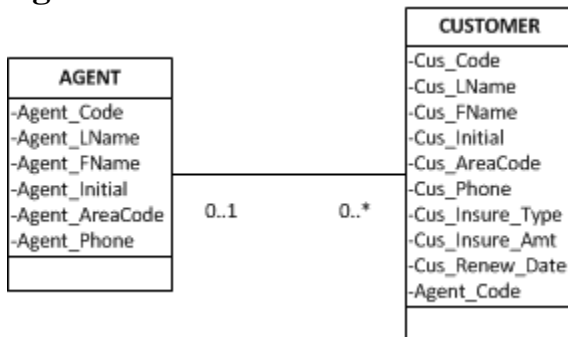 AGENT
-Agent_Code
-Agent_LName
-Agent_FName
-Agent_Initial
-Agent_AreaCode
-Agent_Phone
0..1
0..*
CUSTOMER
-Cus_Code
-Cus_LName
-Cus_FName
-Cus_Initial
-Cus_AreaCode
-Cus_Phone
-Cus_Insure_Type
-Cus_Insure_Amt
-Cus_Renew_Date
-Agent_Code